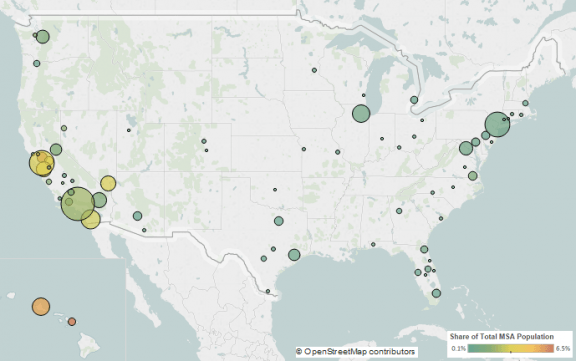 © OpenStreetMap contributors
Share of Total MSA Population
0.1% 6.5%